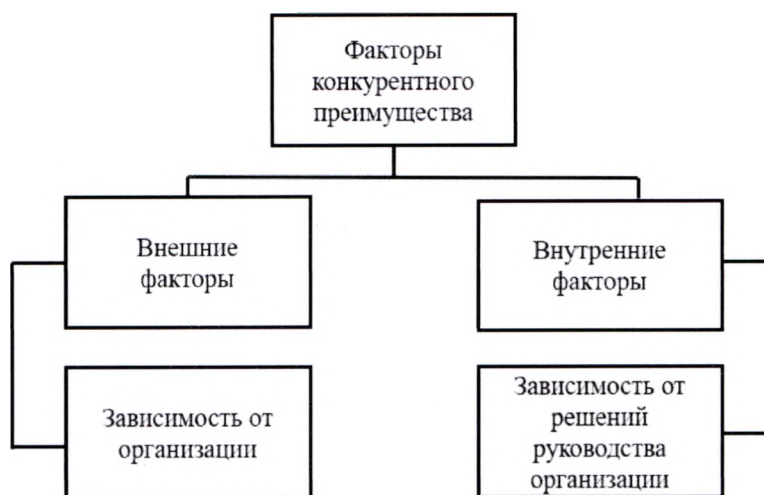 Факторы
конкурентного
преимущества
Внешние
факторы
Внутренние
факторы
Зависимость от
организации
Зависимость от
решений
руководства
организации